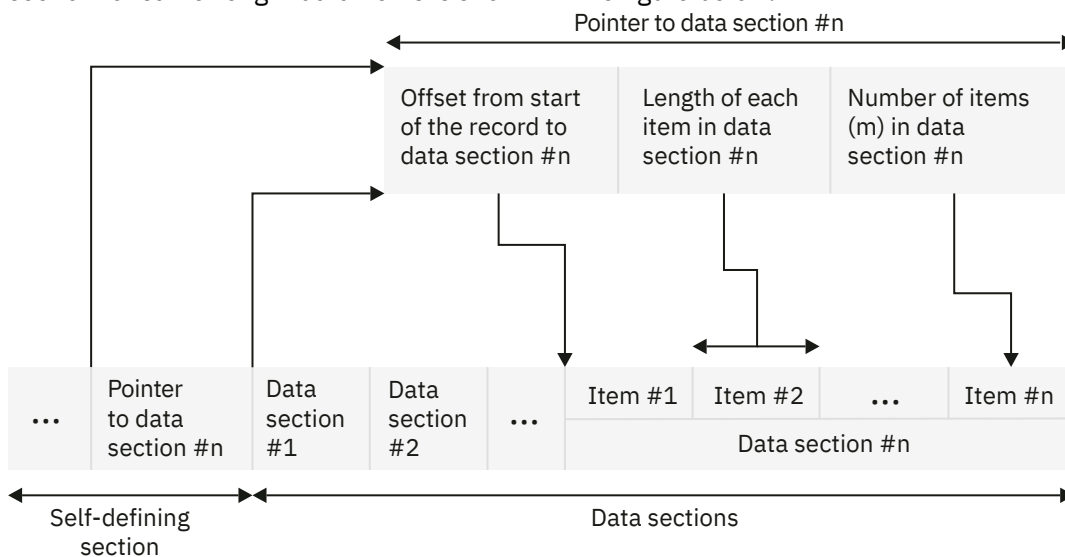 Pointer to data section #n
Offset from start
of the record to
data section #n
Length of each
item in data
section #n
Number of items
(m) in data
section #n
...
Pointer
to data
section #n
Data
section
#1
Data
section
#2
...
Item #1
Item #2
...
Item #n
Data section #n
Self-defining
section
Data sections